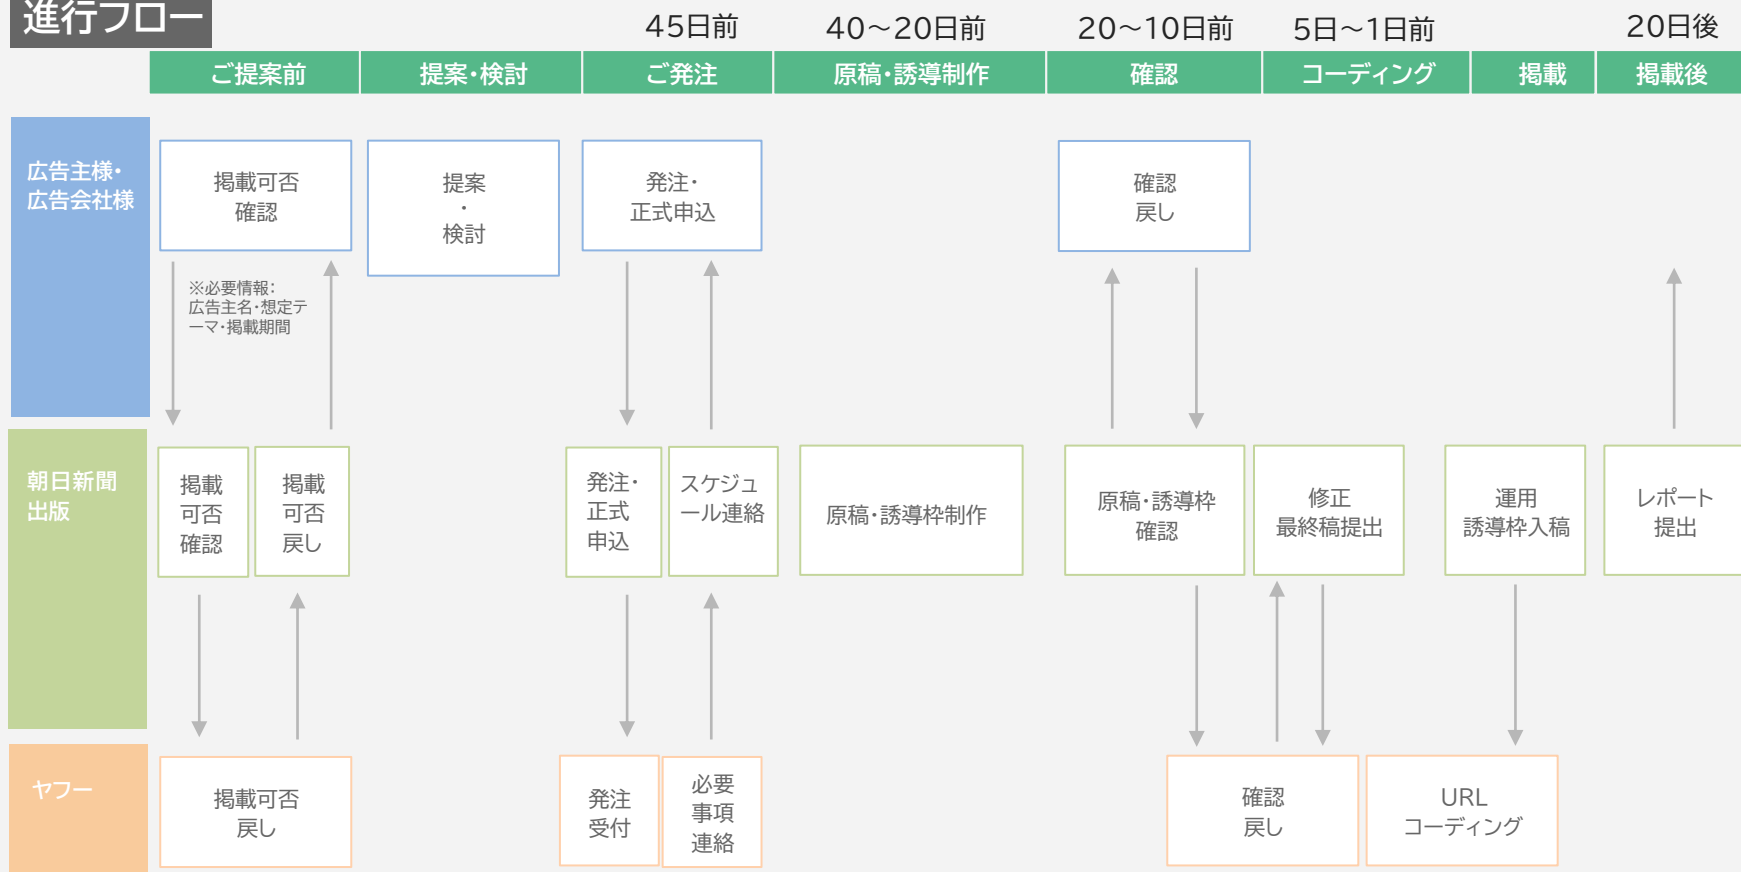 進行フロー
45日前
40～20日前
20～10日前
5日～1日前
20日後
ご提案前
提案・検討
ご発注
原稿・誘導制作
確認
コーディング
掲載
掲載後
広告主様・
広告会社様
掲載可否
確認
提案
・
検討
発注・
正式申込
確認
戻し
※必要情報：
広告主名・想定テ
ーマ・掲載期間
朝日新聞
出版
掲載
可否
確認
掲載
可否
戻し
発注・
正式
申込
スケジュ
ール連絡
原稿・誘導枠制作
原稿・誘導枠
確認
修正
最終稿提出
運用
誘導枠入稿
レポート
提出
ヤフー
掲載可否
戻し
発注
受付
必要
事項
連絡
確認
戻し
URL
コーディング